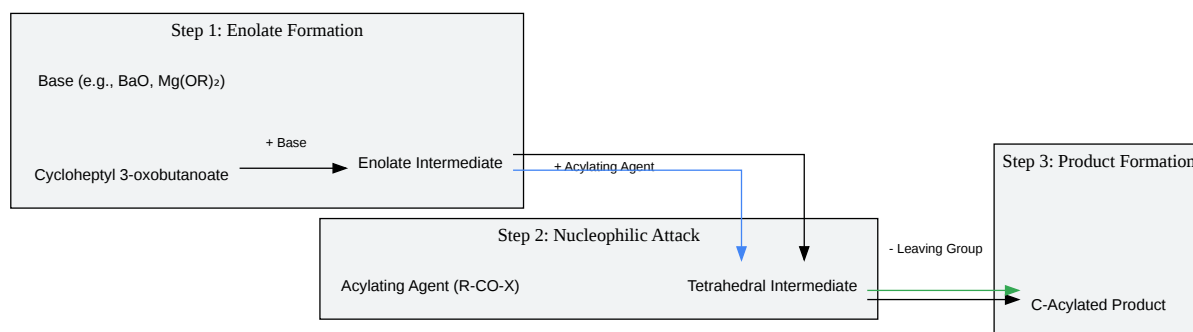 Step 1: Enolate Formation
Base (e.g., BaO, Mg(OR)₂)
+ Base
Cycloheptyl 3-oxobutanoate
Enolate Intermediate
+ Acylating Agent
Step 2: Nucleophilic Attack
Acylating Agent (R-CO-X)
Tetrahedral Intermediate
- Leaving Group
Step 3: Product Formation
C-Acylated Product